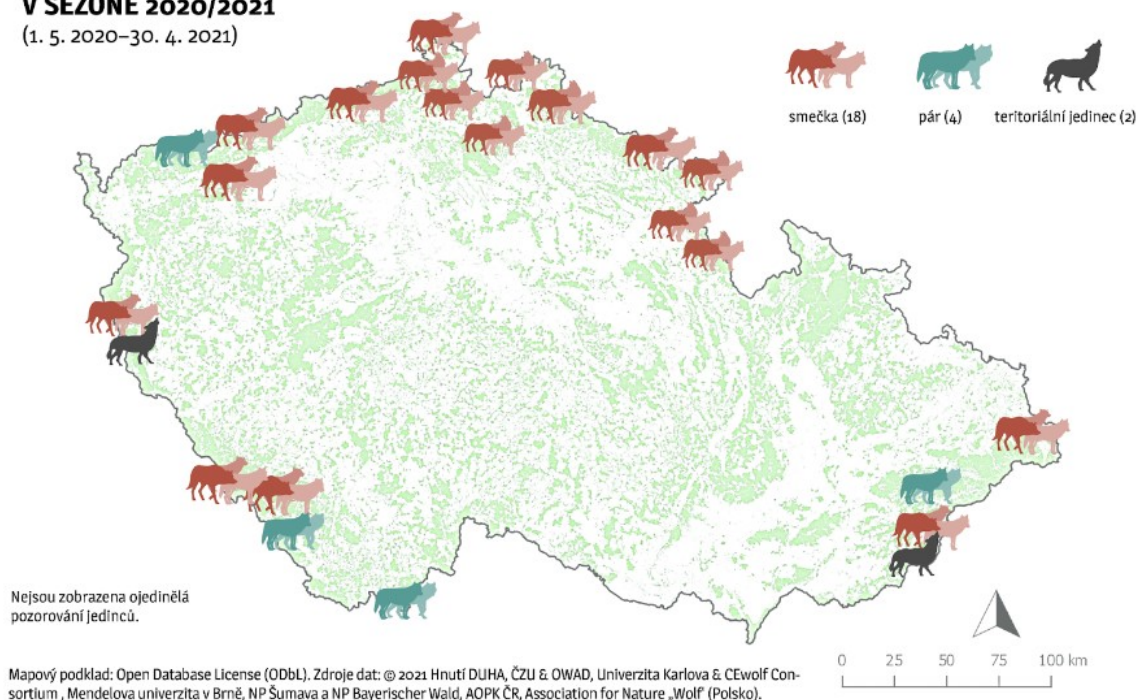 V SEZÓNĚ 2020/2021
(1. 5. 2020–30. 4. 2021)
smečka (18)
pár (4)
teritoriální jedinec (2)
Nejsou zobrazena ojedinělá
pozorování jedinců.
0 25 50 75 100 km
Mapový podklad: Open Database License (ODbL). Zdroje dat: © 2021 Hnutí DUHA, ČZU & OWAD, Univerzita Karlova & CEwolf Con-
sortium , Mendelova univerzita v Brně, NP Šumava a NP Bayerischer Wald, AOPK ČR, Association for Nature „Wolf" (Polsko).